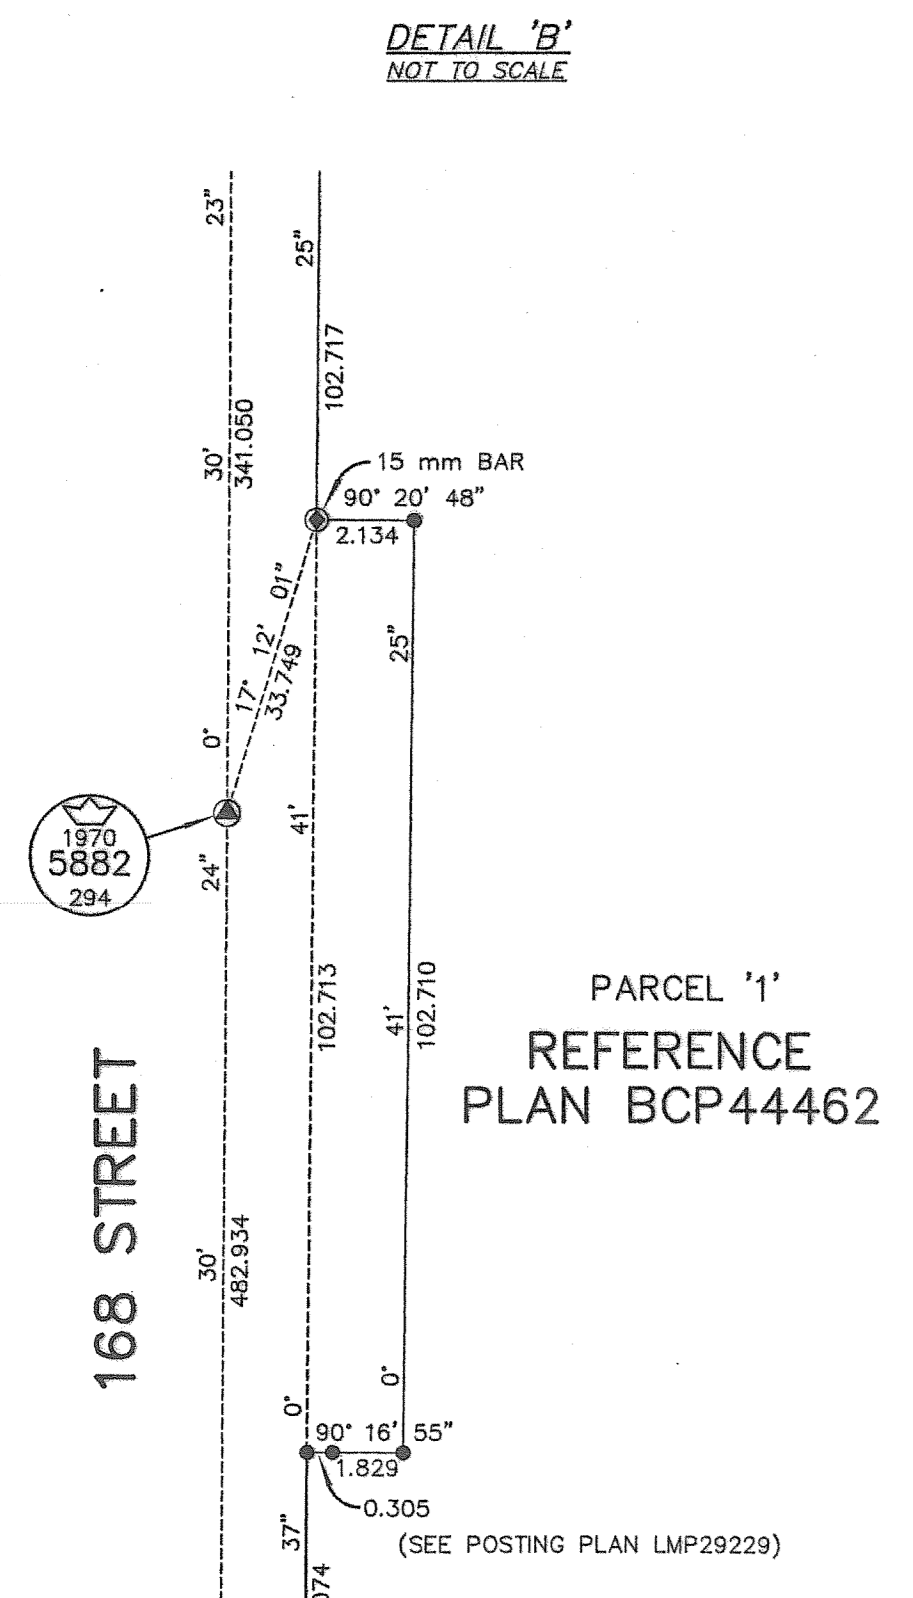 DETAIL 'B'
NOT TO SCALE
23"
25"
102.717
30'
341.050
15 mm BAR
90° 20' 48"
2.134
01"
12'
17°
33.749
25"
0°
41'
1970
5882
294
24"
102.713
41'
102.710
PARCEL '1'
REFERENCE
PLAN BCP44462
168 STREET
30'
482.934
0°
0°
90° 16' 55"
1.829
0.305
37"
(SEE POSTING PLAN LMP29229)
074